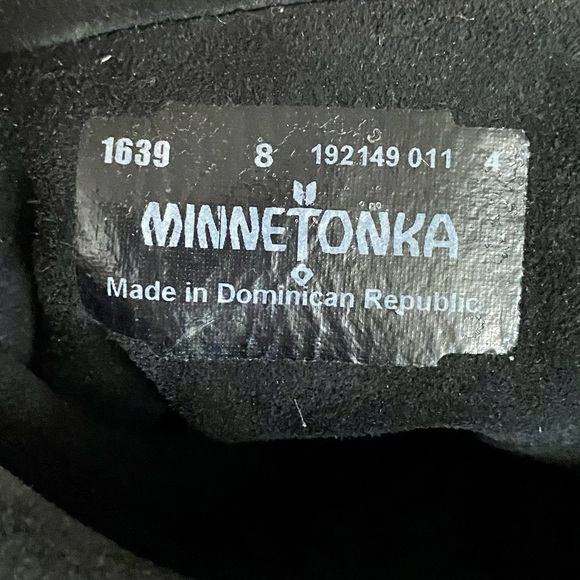 1639 8 192149 011 4
MINNETONKA
Made in Dominican Republic